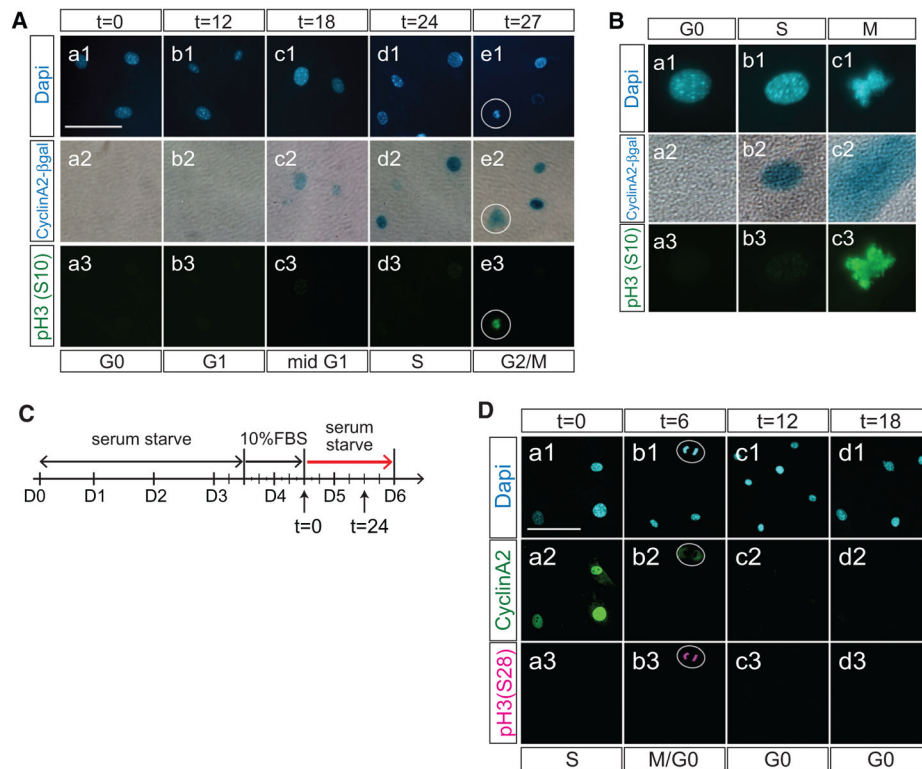 A
t=0 t=12 t=18 t=24 t=27
Dapi
a1 b1 c1 d1 e1
CyclinA2-βgal
a2 b2 c2 d2 e2
pH3 (S10)
a3 b3 c3 d3 e3
G0 G1 mid G1 S G2/M
B
G0 S M
Dapi
a1 b1 c1
CyclinA2-βgal
a2 b2 c2
pH3 (S10)
a3 b3 c3
C
serum starve 10%FBS serum
starve
D0 D1 D2 D3 D4 D5 D6
t=0 t=24
D
t=0 t=6 t=12 t=18
Dapi
a1 b1 c1 d1
CyclinA2
a2 b2 c2 d2
pH3(S28)
a3 b3 c3 d3
S M/G0 G0 G0